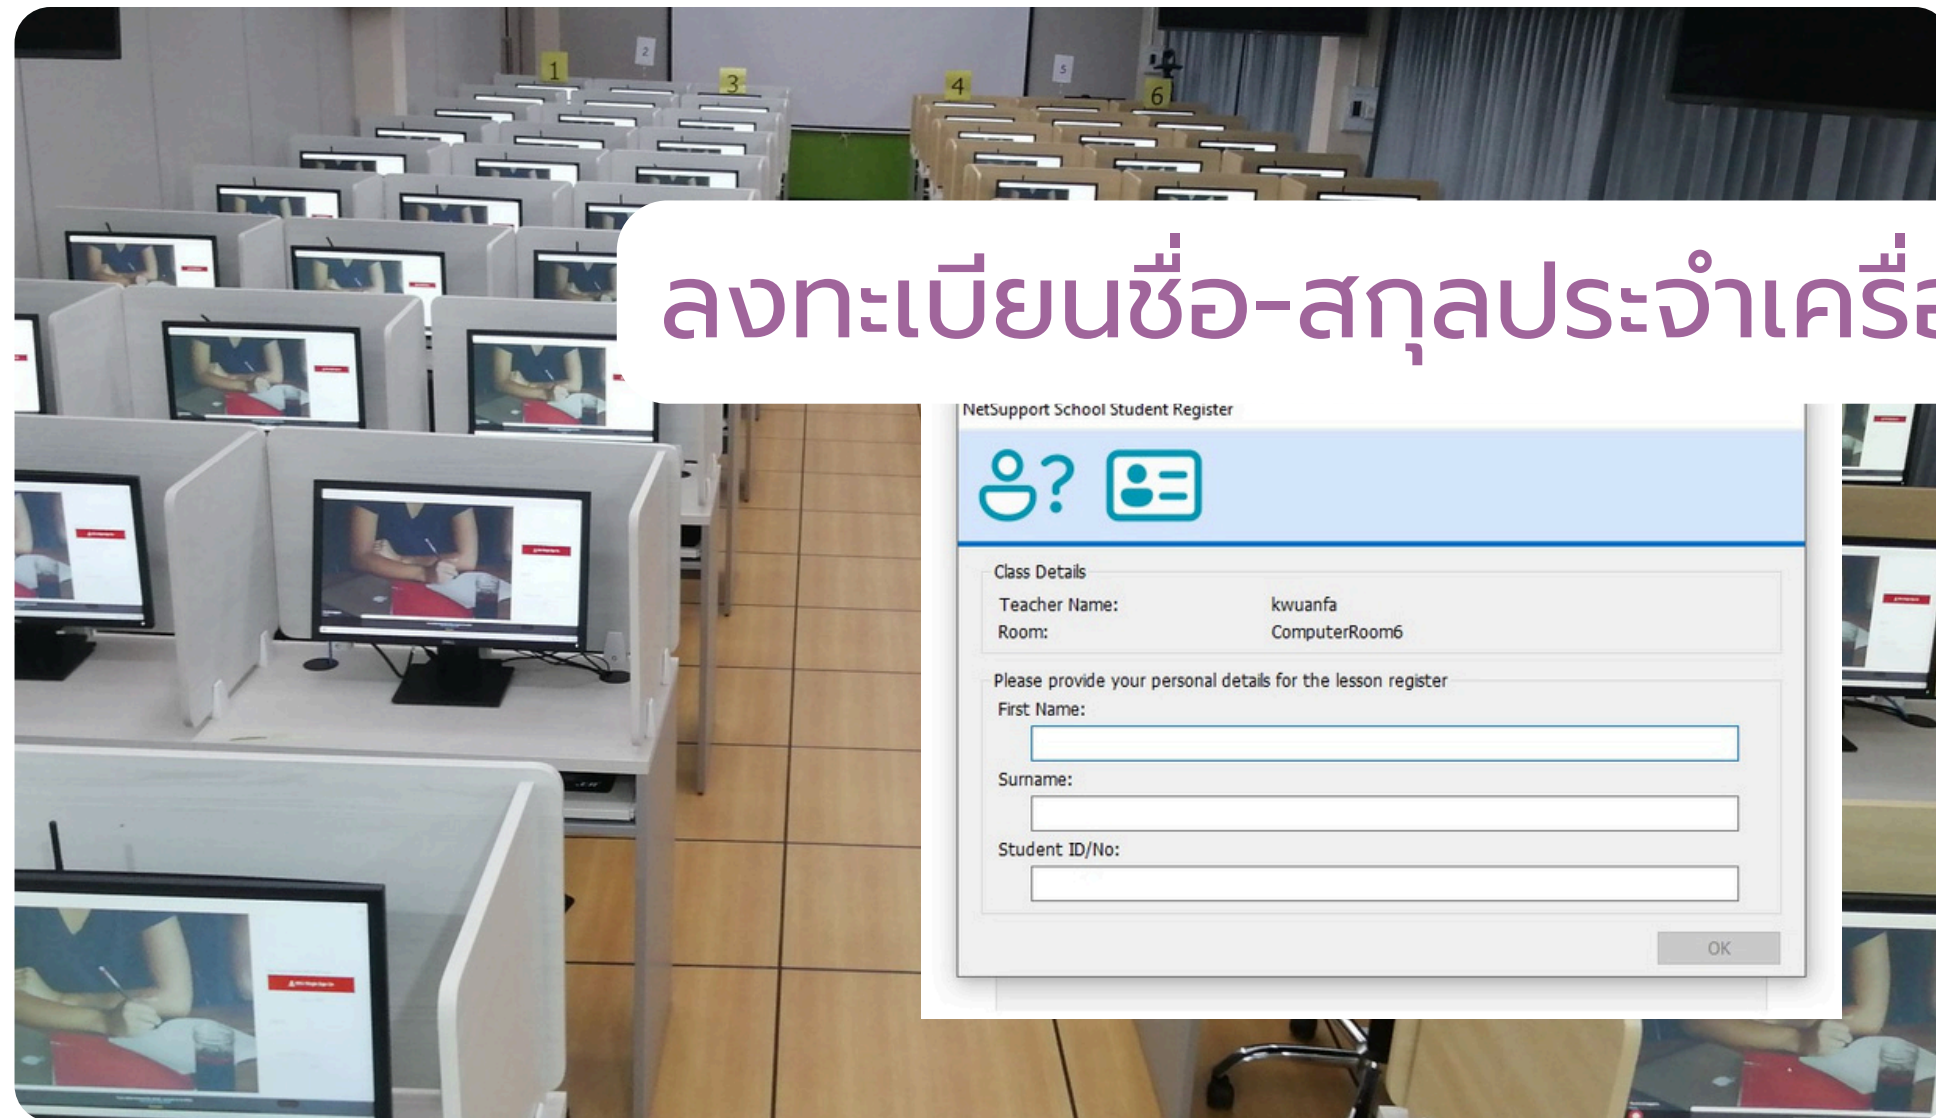 1
2
3
4
5
6
ลงทะเบียนชื่อ-สกุลประจำเครื่อ
NetSupport School Student Register
Class Details
Teacher Name: kwuanfa
Room: ComputerRoom6
Please provide your personal details for the lesson register
First Name:
Surname:
Student ID/No:
OK